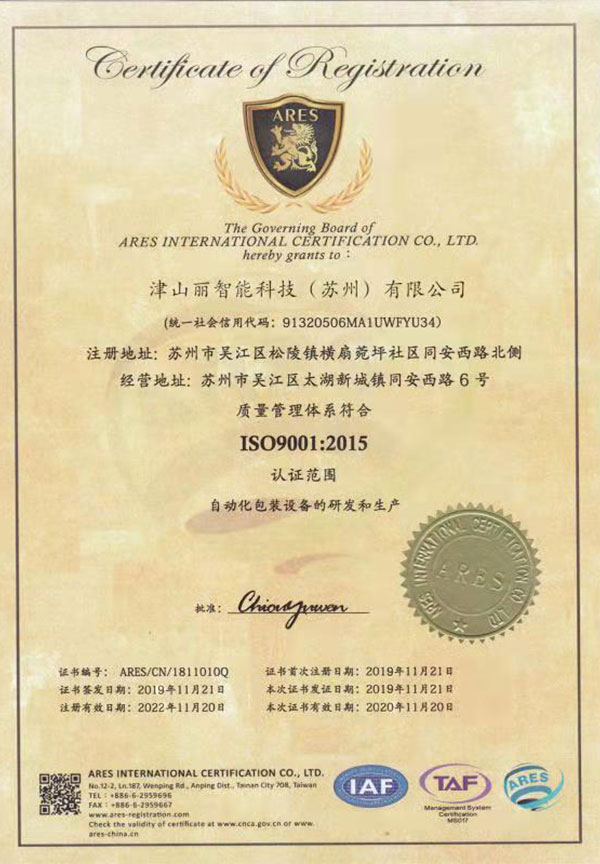 Certificate of Registration
ARES
The Governing Board of
ARES INTERNATIONAL CERTIFICATION CO., LTD.
hereby grants to :
津山丽智能科技（苏州）有限公司
(统一社会信用代码: 91320506MA1UWFYU34)
注册地址: 苏州市吴江区松陵镇横扇菀坪社区同安西路北侧
经营地址: 苏州市吴江区太湖新城镇同安西路 6 号
质量管理体系符合
ISO9001:2015
认证范围
自动化包装设备的研发和生产
ARES INTERNATIONAL CERTIFICATION CO. LTD
ARES
批准:
证书编号: ARES/CN/1811010Q
证书首次注册日期: 2019年11月21日
证书签发日期: 2019年11月21日
本次证书发证日期: 2019年11月21日
注册有效日期: 2022年11月20日
本次证书有效日期: 2020年11月20日
ARES INTERNATIONAL CERTIFICATION CO., LTD.
No.12-2, Ln.187, Wenping Rd., Anping Dist., Tainan City 708, Taiwan
TEL : +886-6-2959696
FAX : +886-6-2959667
www.ares-registration.com
Check the validity of certificate at www.cnca.gov.cn or www.
ares-china.cn
IAF
TAF
Management System
Certification
MS017
ARES